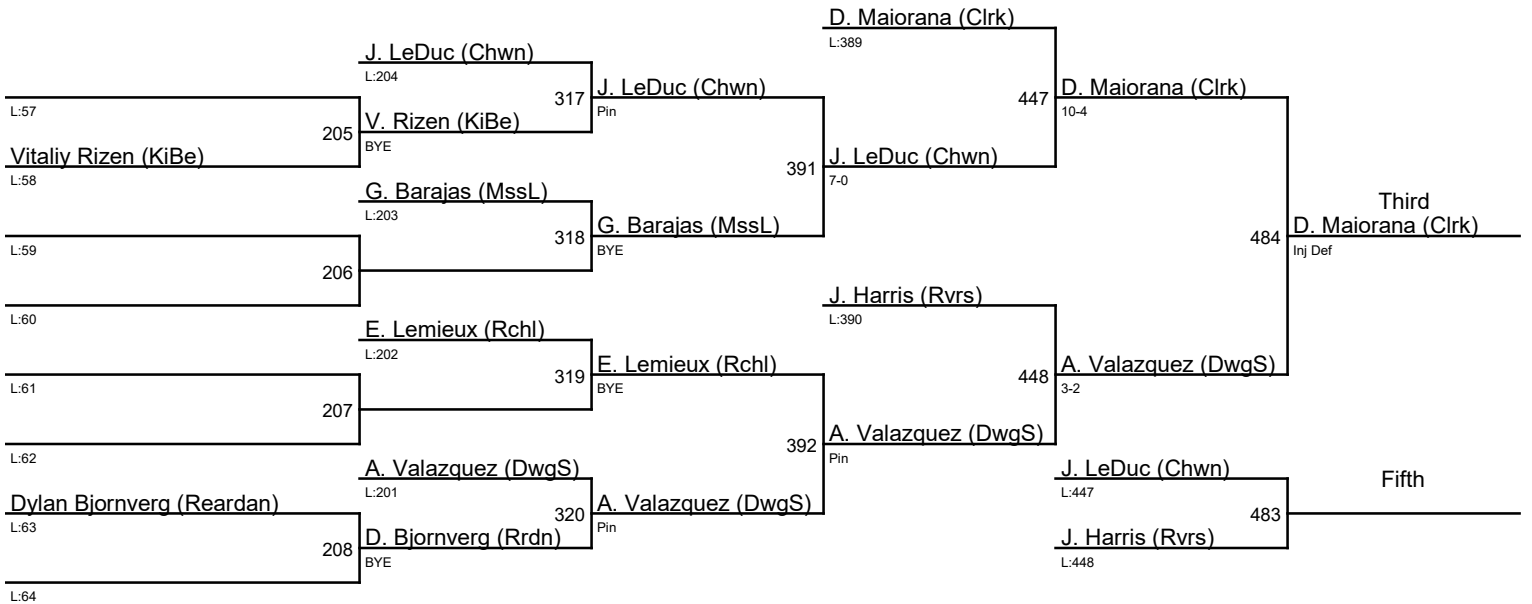 D. Maiorana (Clrk)
L:389
J. LeDuc (Chwn)
L:204
317
J. LeDuc (Chwn)
Pin
447
D. Maiorana (Clrk)
10-4
L:57
205
V. Rizen (KiBe)
BYE
Vitaliy Rizen (KiBe)
L:58
391
J. LeDuc (Chwn)
7-0
G. Barajas (MssL)
L:203
318
G. Barajas (MssL)
BYE
Third
484
D. Maiorana (Clrk)
Inj Def
L:59
206
L:60
J. Harris (Rvrs)
L:390
E. Lemieux (Rchl)
L:202
319
E. Lemieux (Rchl)
BYE
448
A. Valazquez (DwgS)
3-2
L:61
207
L:62
392
A. Valazquez (DwgS)
Pin
A. Valazquez (DwgS)
L:201
320
A. Valazquez (DwgS)
Pin
J. LeDuc (Chwn)
L:447
Fifth
483
Dylan Bjornverg (Reardan)
L:63
208
D. Bjornverg (Rrdn)
BYE
J. Harris (Rvrs)
L:448
L:64